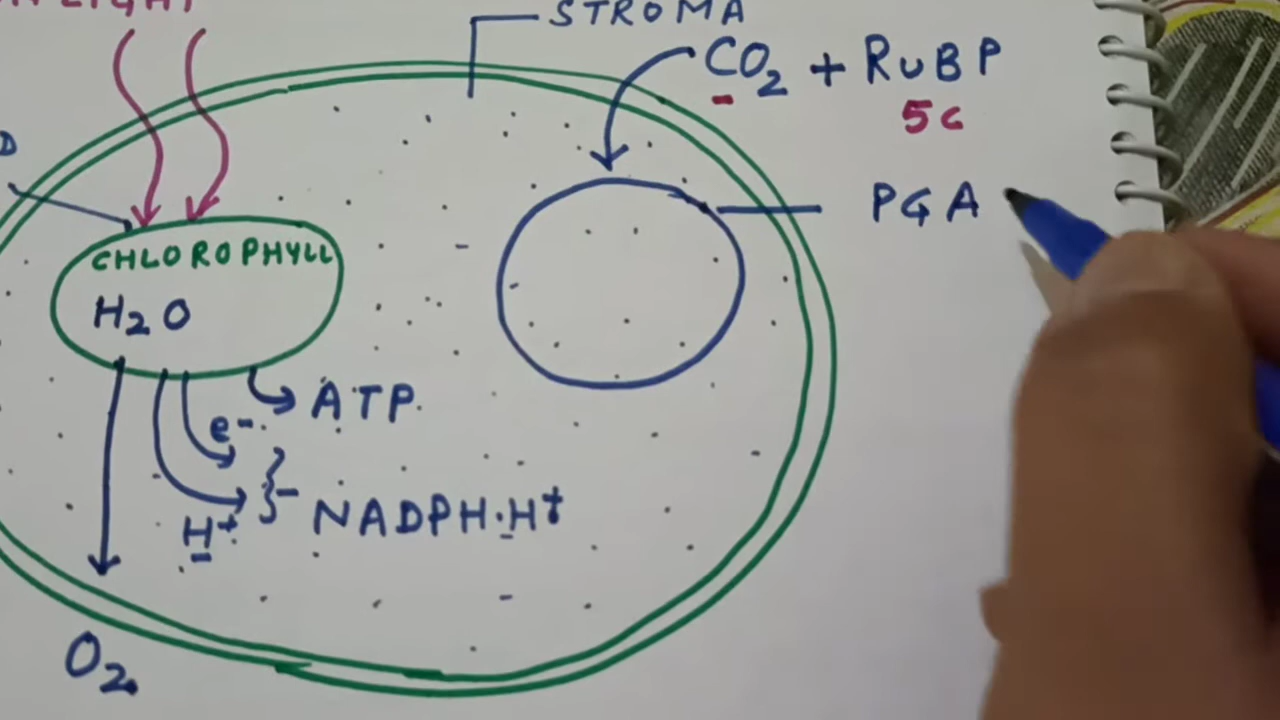 STROMA
CO2 + RuBP
5C
PGA
CHLOROPHYLL
H2O
ATP
e-
H+
NADPH.H+
O2